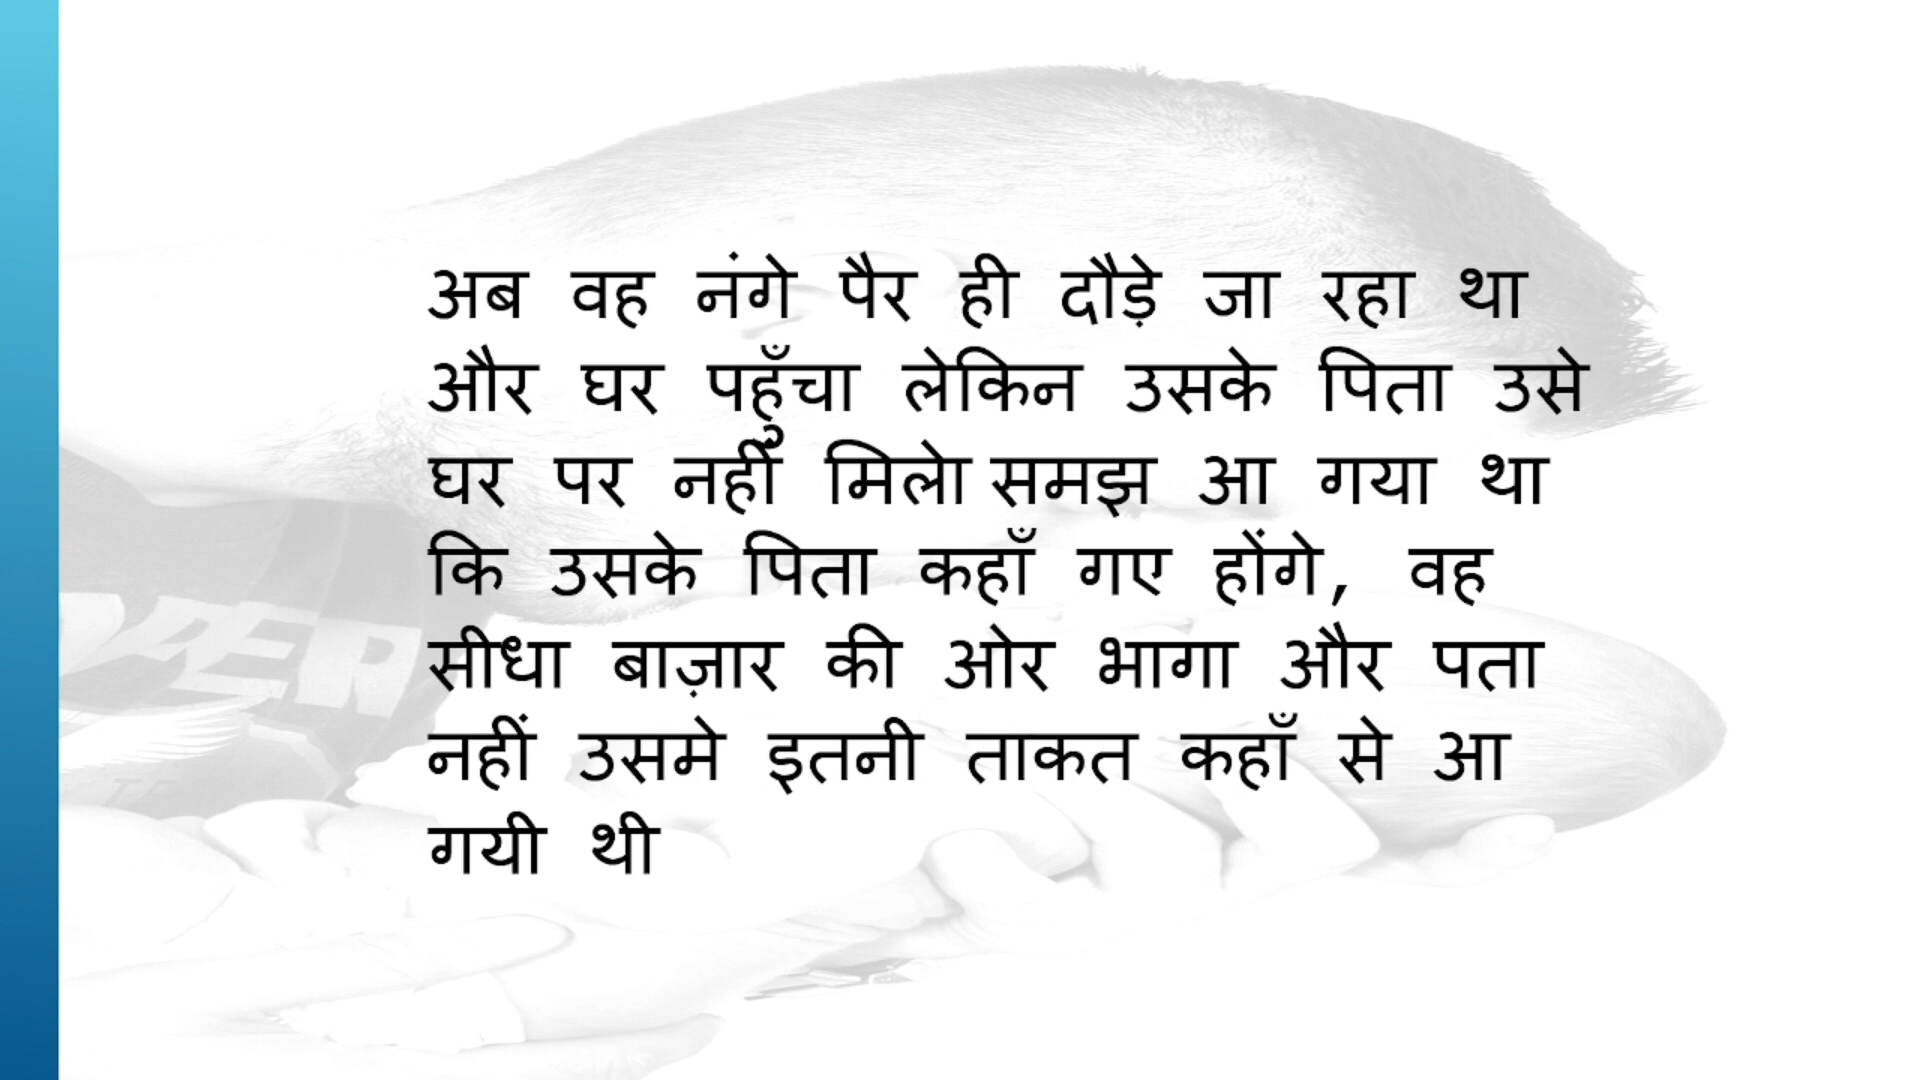 अब वह नंगे पैर ही दौड़े जा रहा था
और घर पहुँचा लेकिन उसके पिता उसे
घर पर नहीं मिलेा समझ आ गया था
कि उसके पिता कहाँ गए होंगे, वह
सीधा बाज़ार की ओर भागा और पता
नहीं उसमे इतनी ताकत कहाँ से आ
गयी थी